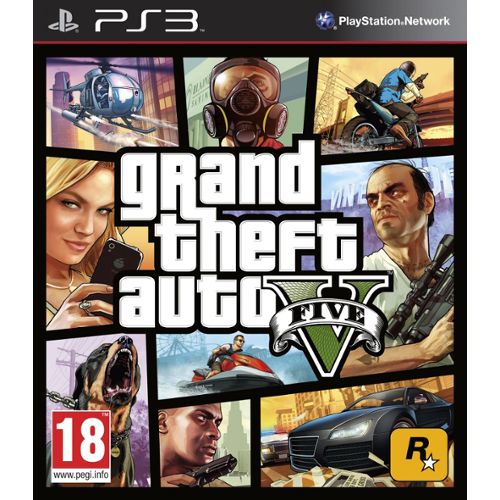 PS3
PlayStation®Network
grand
theft
auto
V
FIVE
18
www.pegi.info
R